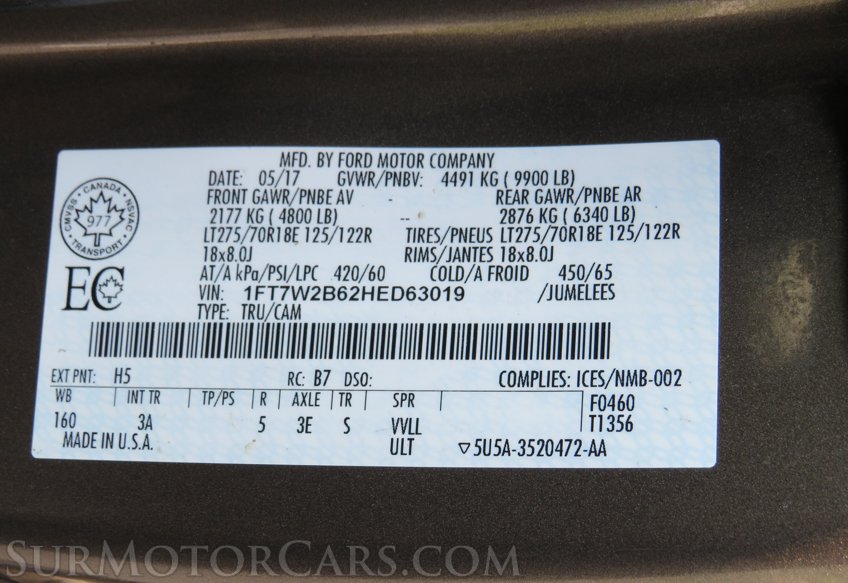 MFD. BY FORD MOTOR COMPANY
DATE: 05/17 GVWR/PNBV: 4491 KG ( 9900 LB)
FRONT GAWR/PNBE AV - REAR GAWR/PNBE AR
2177 KG ( 4800 LB) -- 2876 KG ( 6340 LB)
LT275/70R18E 125/122R TIRES/PNEUS LT275/70R18E 125/122R
18x8.0J RIMS/JANTES 18x8.0J
AT/A kPa/PSI/LPC 420/60 COLD/A FROID 450/65
VIN: 1FT7W2B62HED63019 /JUMELEES
TYPE: TRU/CAM
CANADA
CMVSS NSVAC
977
TRANSPORT
EC
EXT PNT: H5 RC: B7 DSO: COMPLIES: ICES/NMB-002
WB INT TR TP/PS R AXLE TR SPR F0460
160 3A 5 3E S VVLL T1356
MADE IN U.S.A. ULT ▽5U5A-3520472-AA
SurMotorCars.com